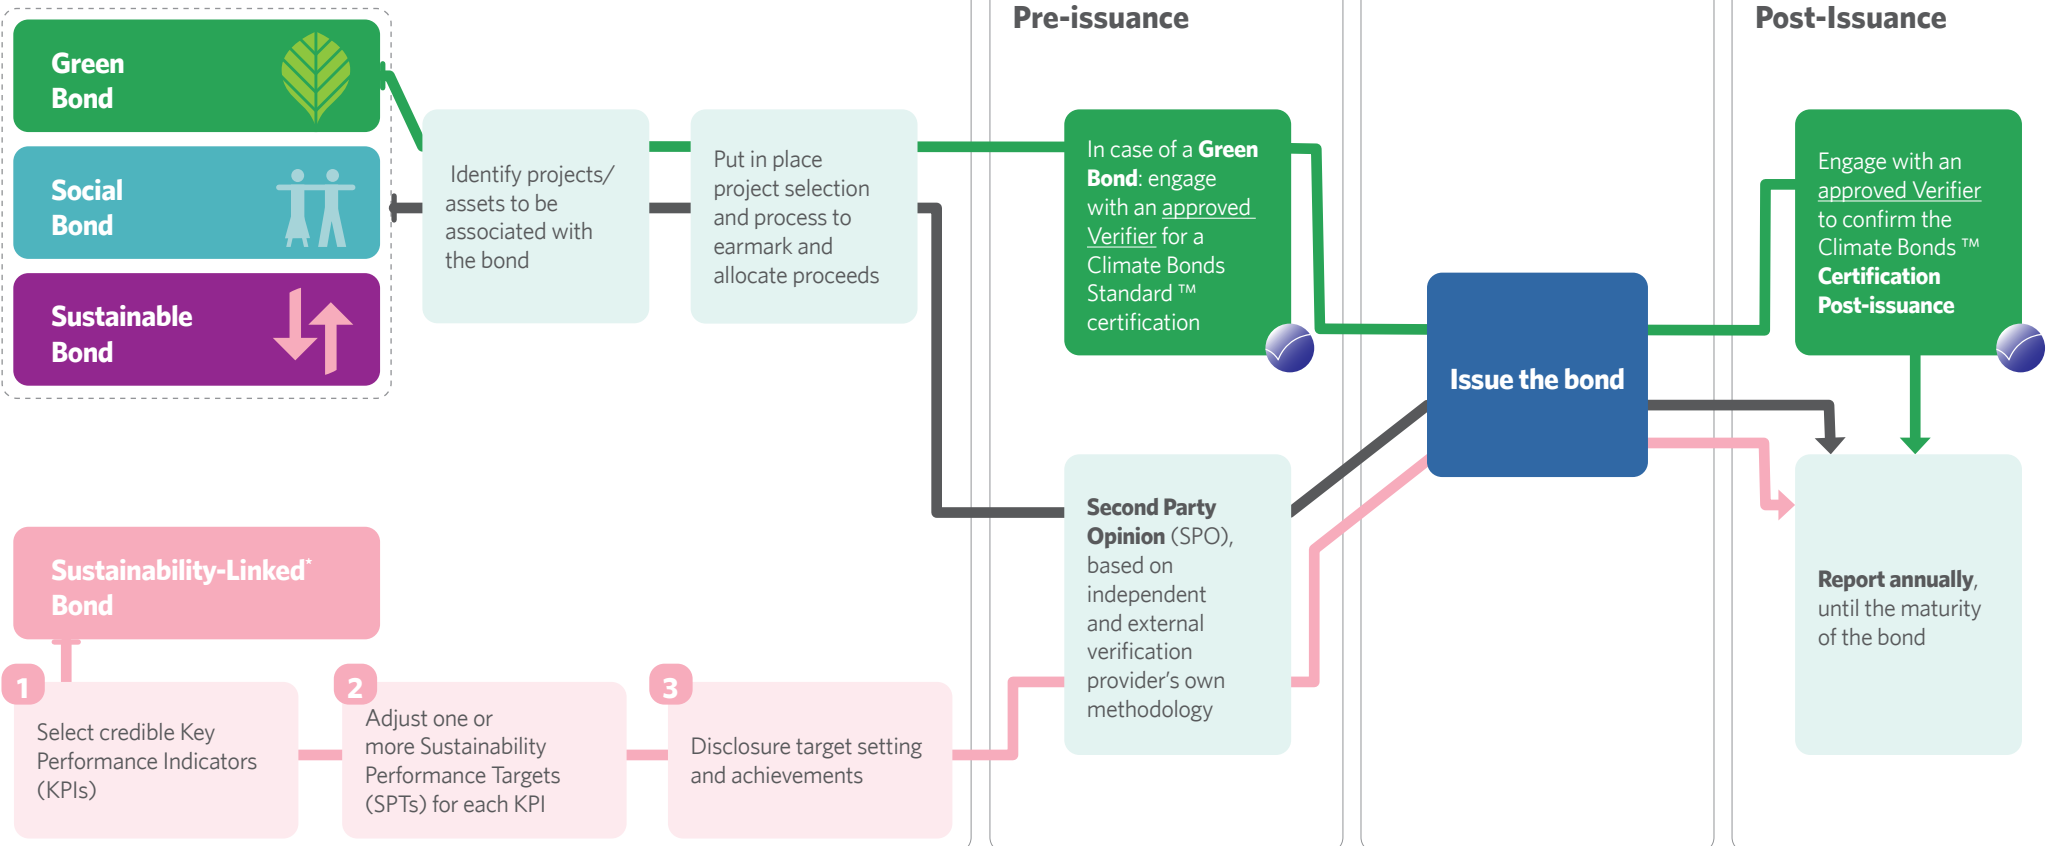 Pre-issuance
Post-Issuance
Green
Bond
Social
Bond
Sustainable
Bond
Identify projects/
assets to be
associated with
the bond
Put in place
project selection
and process to
earmark and
allocate proceeds
In case of a Green
Bond: engage
with an approved
Verifier for a
Climate Bonds
Standard ™
certification
Issue the bond
Engage with an
approved Verifier
to confirm the
Climate Bonds ™
Certification
Post-issuance
Sustainability-Linked*
Bond
1
Select credible Key
Performance Indicators
(KPIs)
2
Adjust one or
more Sustainability
Performance Targets
(SPTs) for each KPI
3
Disclosure target setting
and achievements
Second Party
Opinion (SPO),
based on
independent
and external
verification
provider's own
methodology
Report annually,
until the maturity
of the bond